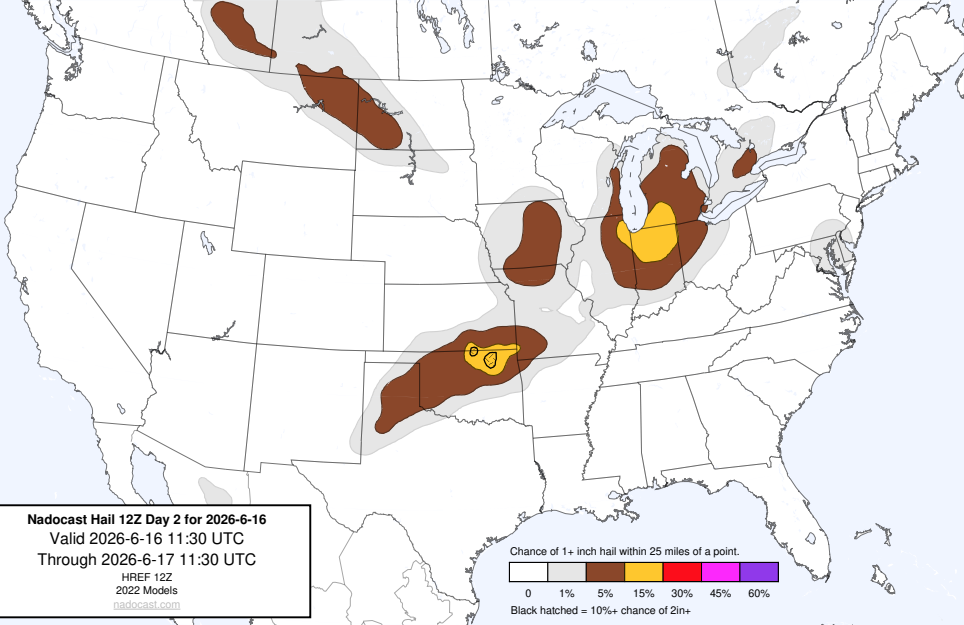 Nadocast Hail 12Z Day 2 for 2026-6-16
Valid 2026-6-16 11:30 UTC
Through 2026-6-17 11:30 UTC
HREF 12Z
2022 Models
nadocast.com
Chance of 1+ inch hail within 25 miles of a point.
0 1% 5% 15% 30% 45% 60%
Black hatched = 10%+ chance of 2in+